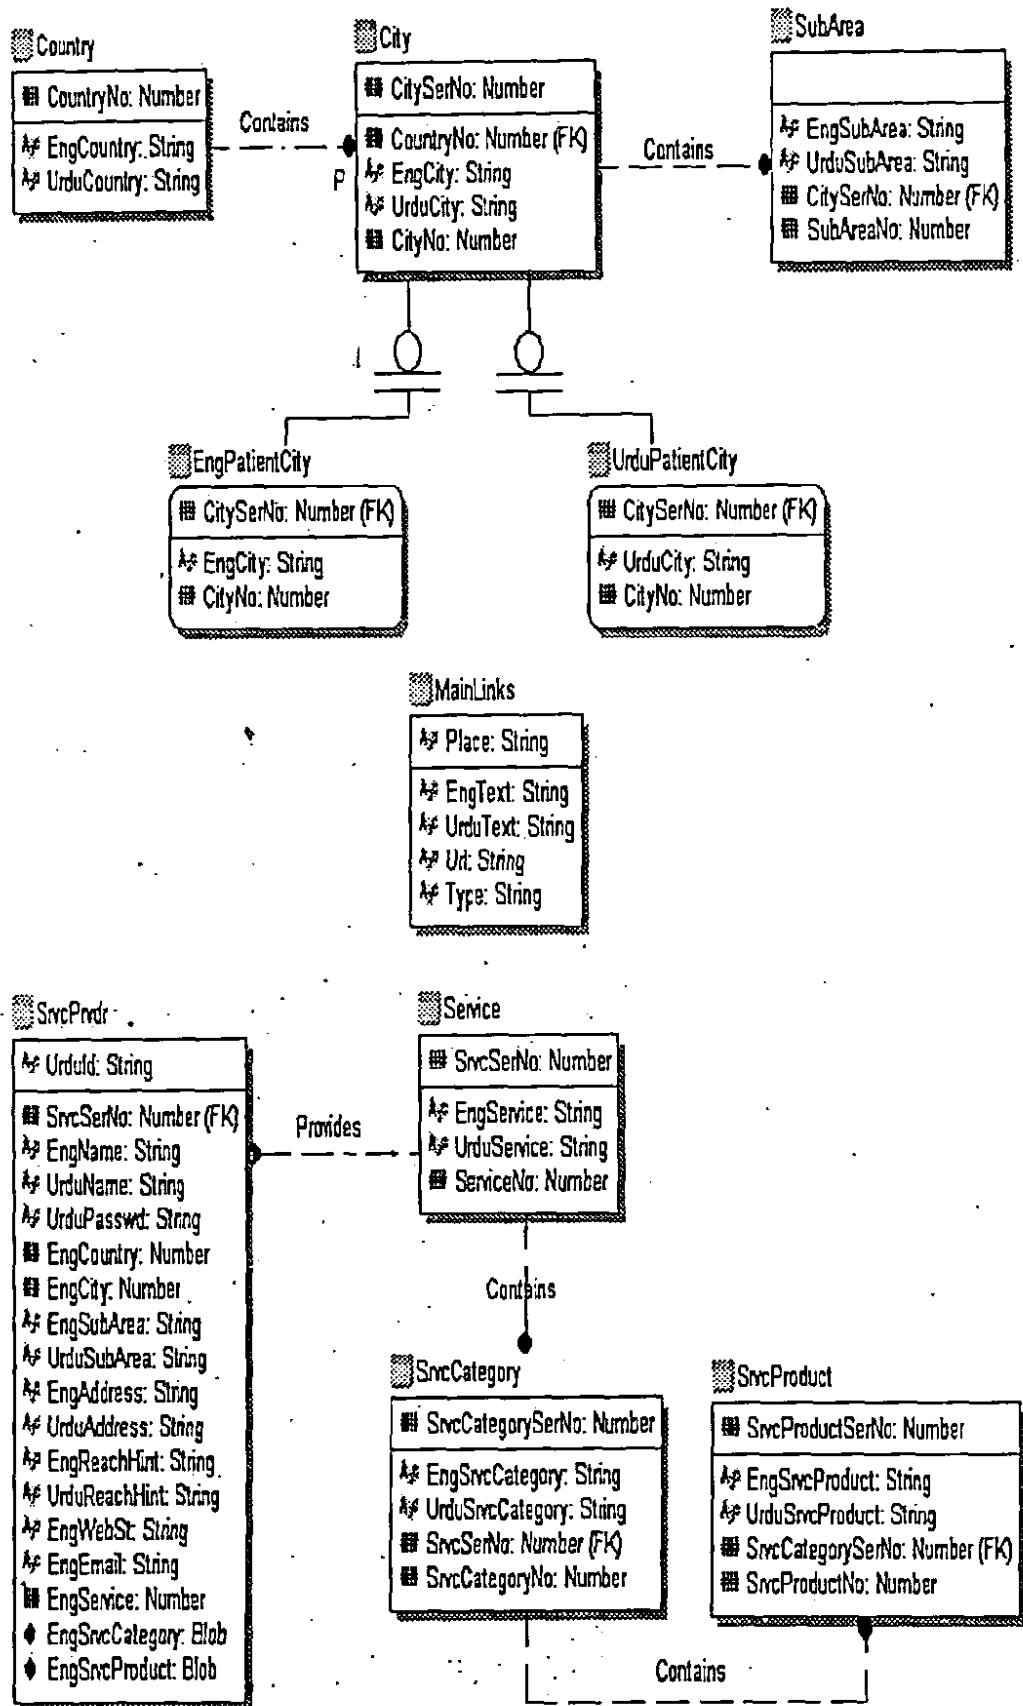 Country
CountryNo: Number
EngCountry: String
UrduCountry: String
Contains
P
City
CitySerNo: Number
CountryNo: Number (FK)
EngCity: String
UrduCity: String
CityNo: Number
Contains
SubArea
EngSubArea: String
UrduSubArea: String
CitySerNo: Number (FK)
SubAreaNo: Number
EngPatientCity
CitySerNo: Number (FK)
EngCity: String
CityNo: Number
UrduPatientCity
CitySerNo: Number (FK)
UrduCity: String
CityNo: Number
MainLinks
Place: String
EngText: String
UrduText: String
Url: String
Type: String
SrvcPrvdr
UrduId: String
SrvcSerNo: Number (FK)
EngName: String
UrduName: String
UrduPasswd: String
EngCountry: Number
EngCity: Number
EngSubArea: String
UrduSubArea: String
EngAddress: String
UrduAddress: String
EngReachHint: String
UrduReachHint: String
EngWebSt: String
EngEmail: String
EngService: Number
EngSrvcCategory: Blob
EngSrvcProduct: Blob
Provides
Service
SrvcSerNo: Number
EngService: String
UrduService: String
ServiceNo: Number
Contains
SrvcCategory
SrvcCategorySerNo: Number
EngSrvcCategory: String
UrduSrvcCategory: String
SrvcSerNo: Number (FK)
SrvcCategoryNo: Number
SrvcProduct
SrvcProductSerNo: Number
EngSrvcProduct: String
UrduSrvcProduct: String
SrvcCategorySerNo: Number (FK)
SrvcProductNo: Number
Contains